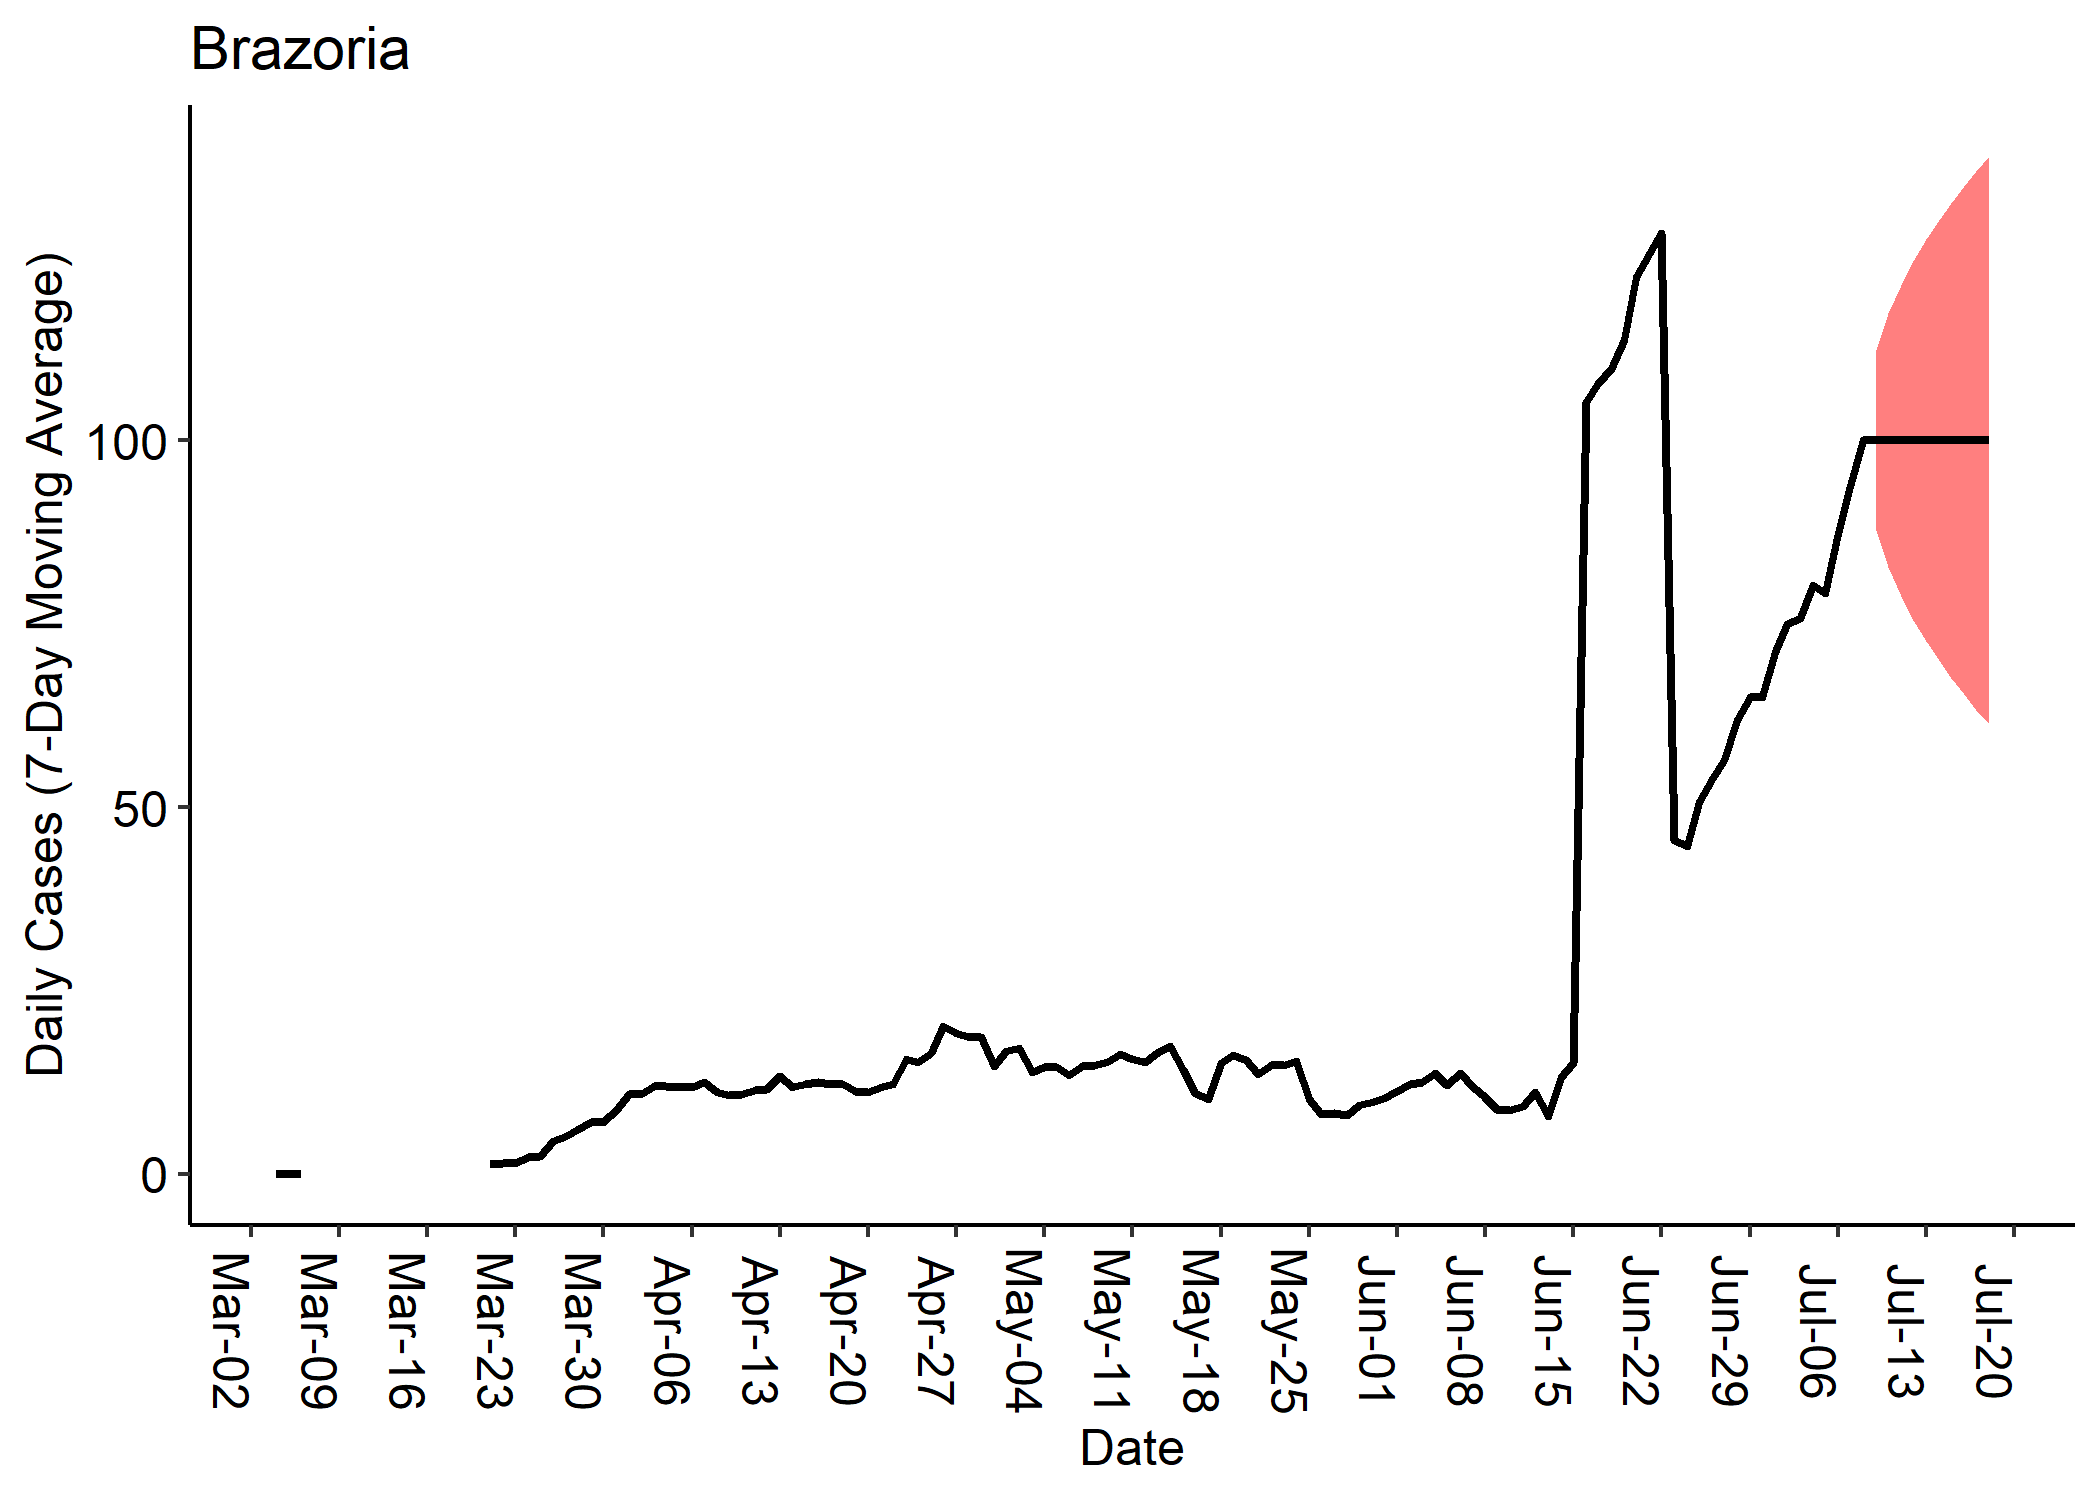 Brazoria
Daily Cases (7-Day Moving Average)
100
50
0
Mar-02
Mar-09
Mar-16
Mar-23
Mar-30
Apr-06
Apr-13
Apr-20
Apr-27
May-04
May-11
May-18
May-25
Jun-01
Jun-08
Jun-15
Jun-22
Jun-29
Jul-06
Jul-13
Jul-20
Date